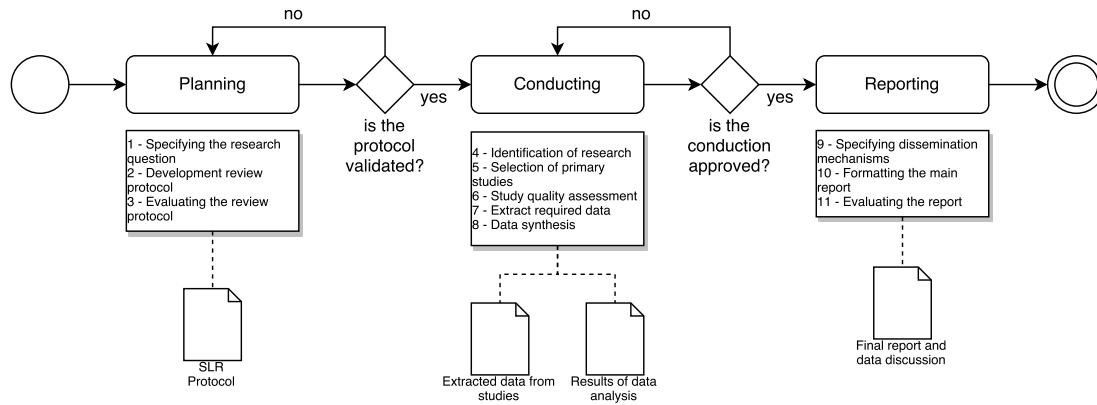 no
no
Planning
Conducting
Reporting
yes
yes
is the
protocol
validated?
is the
conduction
approved?
1 - Specifying the research
question
2 - Development review
protocol
3 - Evaluating the review
protocol
4 - Identification of research
5 - Selection of primary
studies
6 - Study quality assessment
7 - Extract required data
8 - Data synthesis
9 - Specifying dissemination
mechanisms
10 - Formatting the main
report
11 - Evaluating the report
SLR
Protocol
Extracted data from
studies
Results of data
analysis
Final report and
data discussion